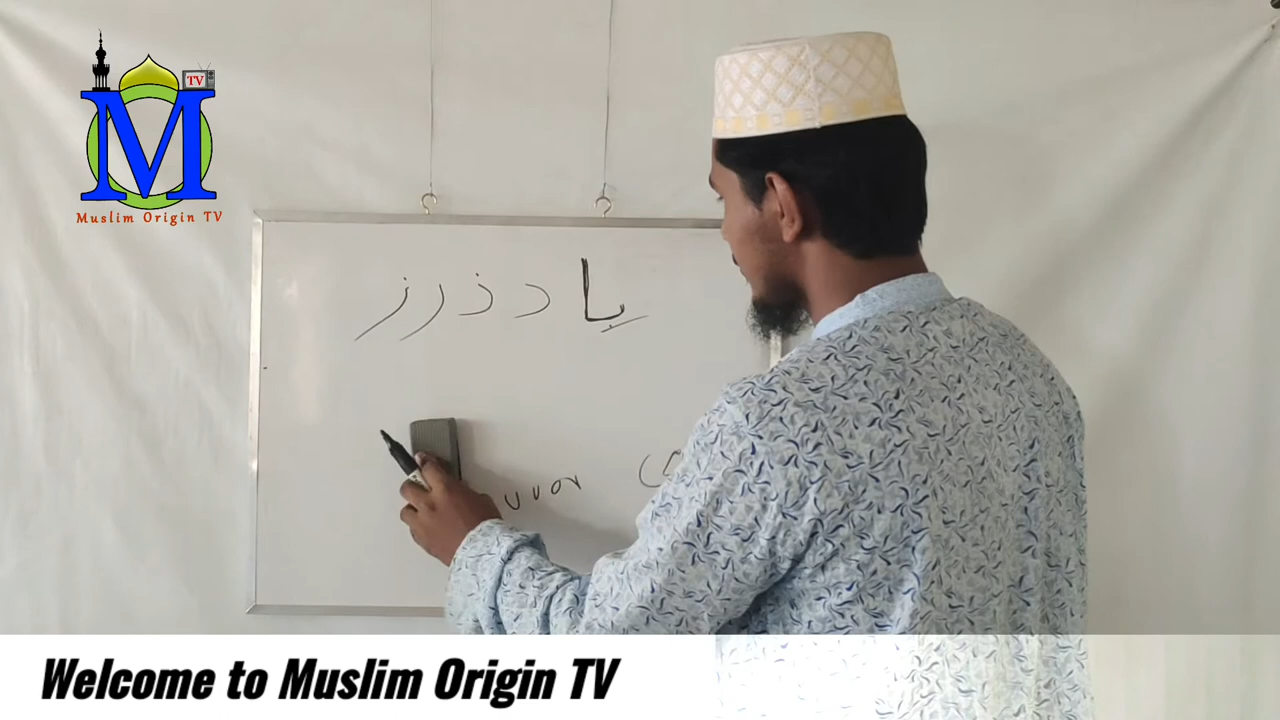 TV
M
Muslim Origin TV
د ذ ر ز
Welcome to Muslim Origin TV